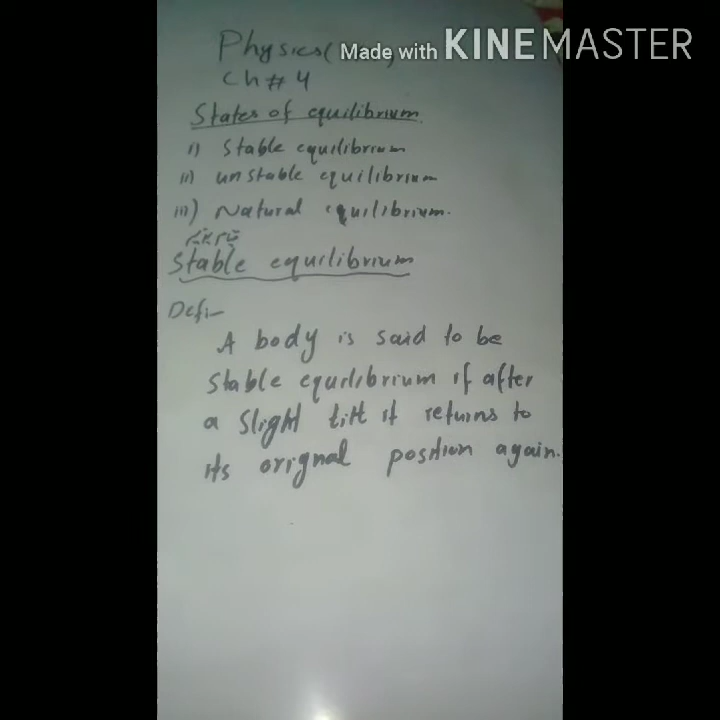 Physics(
Made with KINEMASTER
Ch # 4
States of equilibrium
i) Stable equilibrium
ii) unstable equilibrium
iii) Natural equilibrium.
Stable equilibrium
Defi-
A body is said to be
stable equilibrium if after
a slight tilt it returns to
its orignal position again.